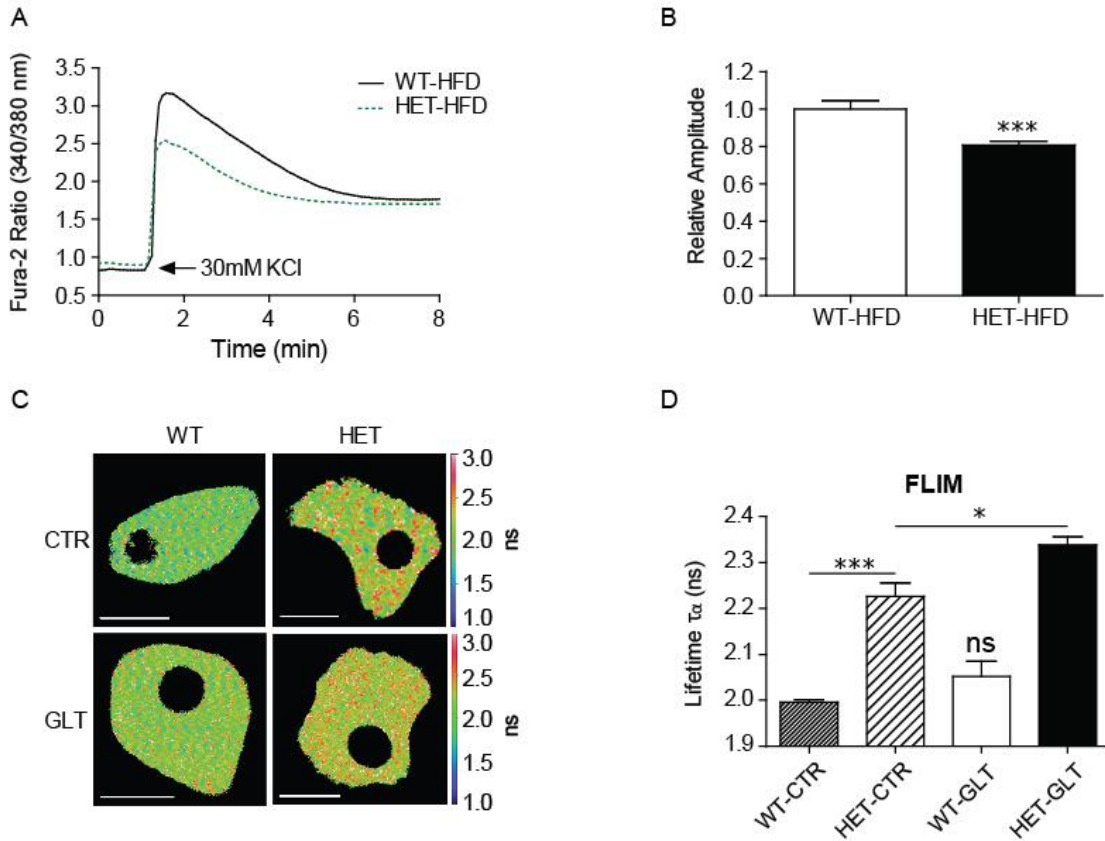 A
Fura-2 Ratio (340/380 nm)
3.5
3.0
2.5
2.0
1.5
1.0
0.5
WT-HFD
HET-HFD
30mM KCl
0 2 4 6 8
Time (min)
B
Relative Amplitude
1.2
1.0
0.8
0.6
0.4
0.2
0.0
***
WT-HFD HET-HFD
C
WT HET
CTR
3.0
2.5
2.0
1.5
1.0
ns
GLT
3.0
2.5
2.0
1.5
1.0
ns
D
FLIM
Lifetime τα (ns)
2.4
2.3
2.2
2.1
2.0
1.9
***
*
ns
WT-CTR
HET-CTR
WT-GLT
HET-GLT